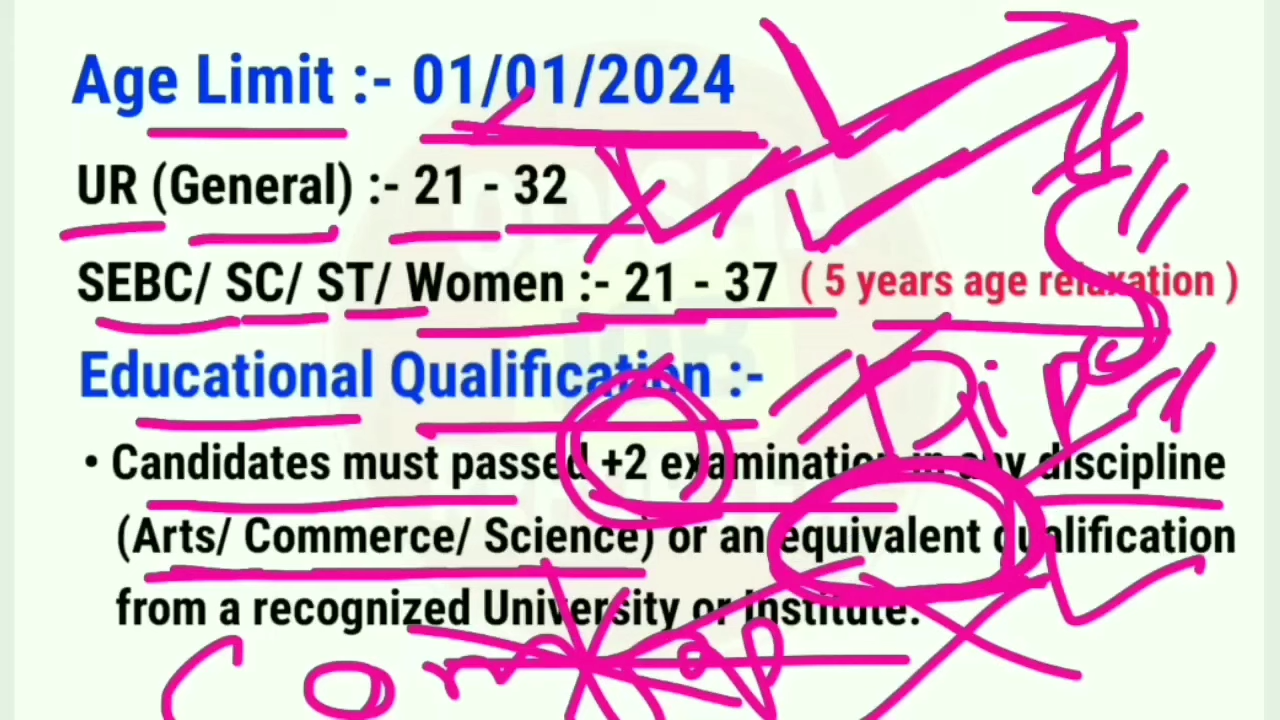 Age Limit :- 01/01/2024
UR (General) :- 21 - 32
SEBC/ SC/ ST/ Women :- 21 - 37 ( 5 years age relaxation )
Educational Qualification :-
• Candidates must passed +2 examination in any discipline
(Arts/ Commerce/ Science) or an equivalent qualification
from a recognized University or Institute.